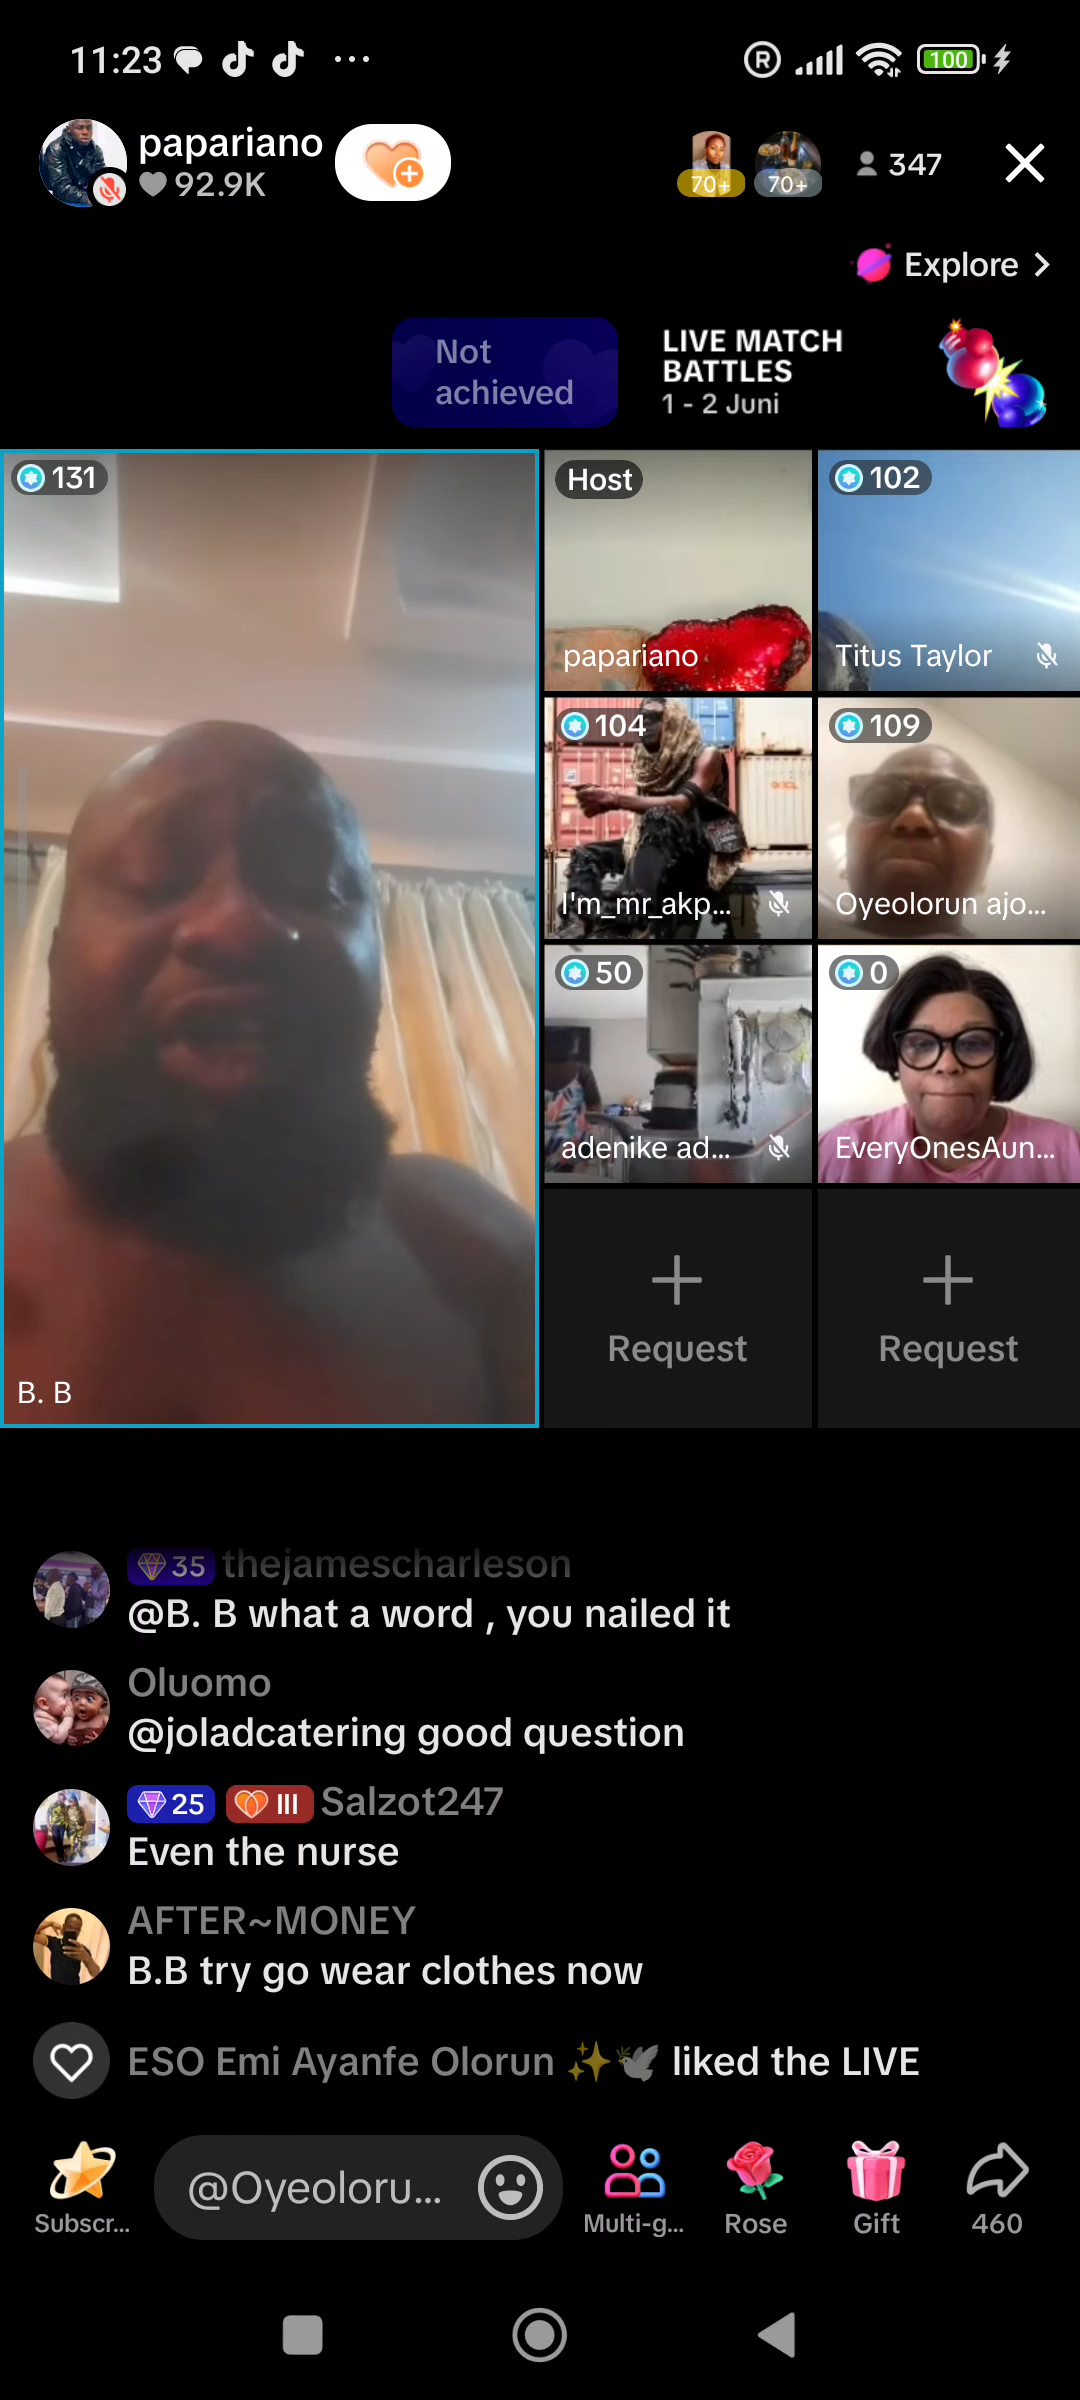 11:23
R
100
papariano
92.9K
70+
70+
347
Explore
Not
achieved
LIVE MATCH
BATTLES
1 - 2 Juni
131
Host
papariano
102
Titus Taylor
104
I'm_mr_akp...
109
Oyeolorun ajo...
50
adenike ad...
0
EveryOnesAun...
B. B
Request
Request
35 thejamescharleson
@B. B what a word , you nailed it
Oluomo
@joladcatering good question
25 III Salzot247
Even the nurse
AFTER~MONEY
B.B try go wear clothes now
ESO Emi Ayanfe Olorun ✨🕊 liked the LIVE
@Oyeoloru...
Subscr...
Multi-g...
Rose
Gift
460